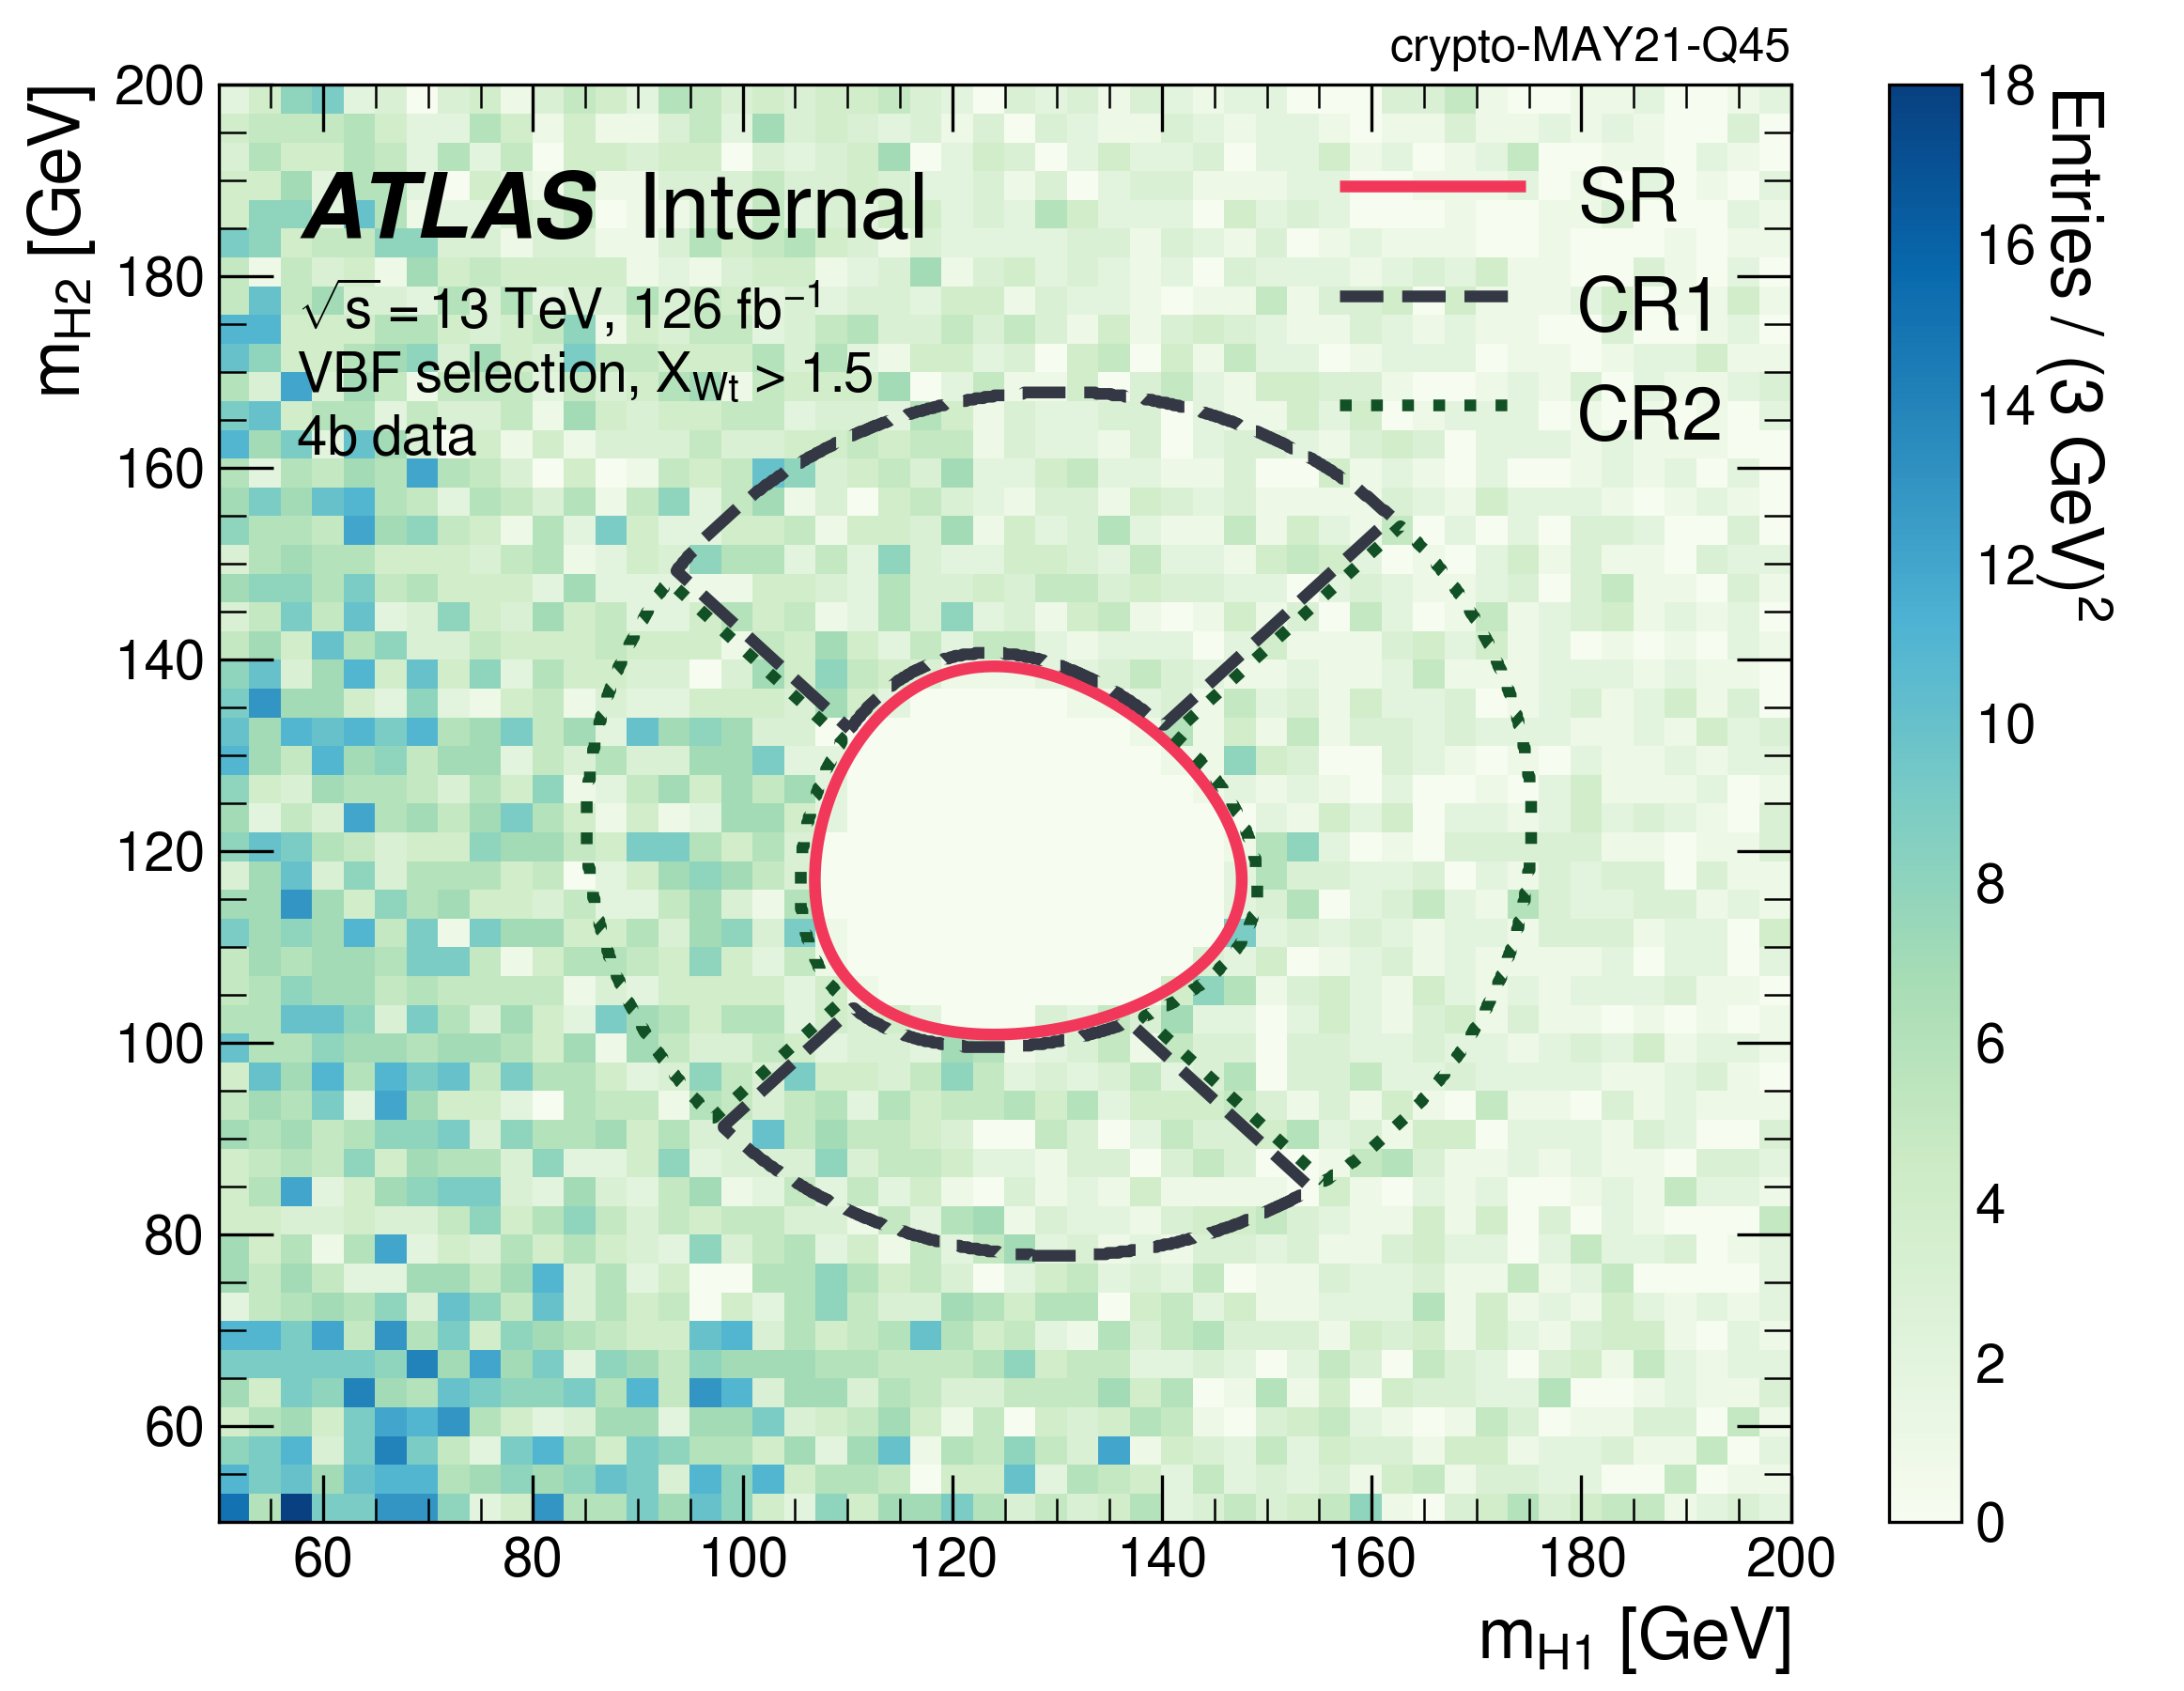 crypto-MAY21-Q45
m_H2 [GeV]
200
180
160
140
120
100
80
60
ATLAS Internal
√s = 13 TeV, 126 fb⁻¹
VBF selection, X_Wt > 1.5
4b data
SR
CR1
CR2
60 80 100 120 140 160 180 200
m_H1 [GeV]
18
16
14
12
10
8
6
4
2
0
Entries / (3 GeV)²